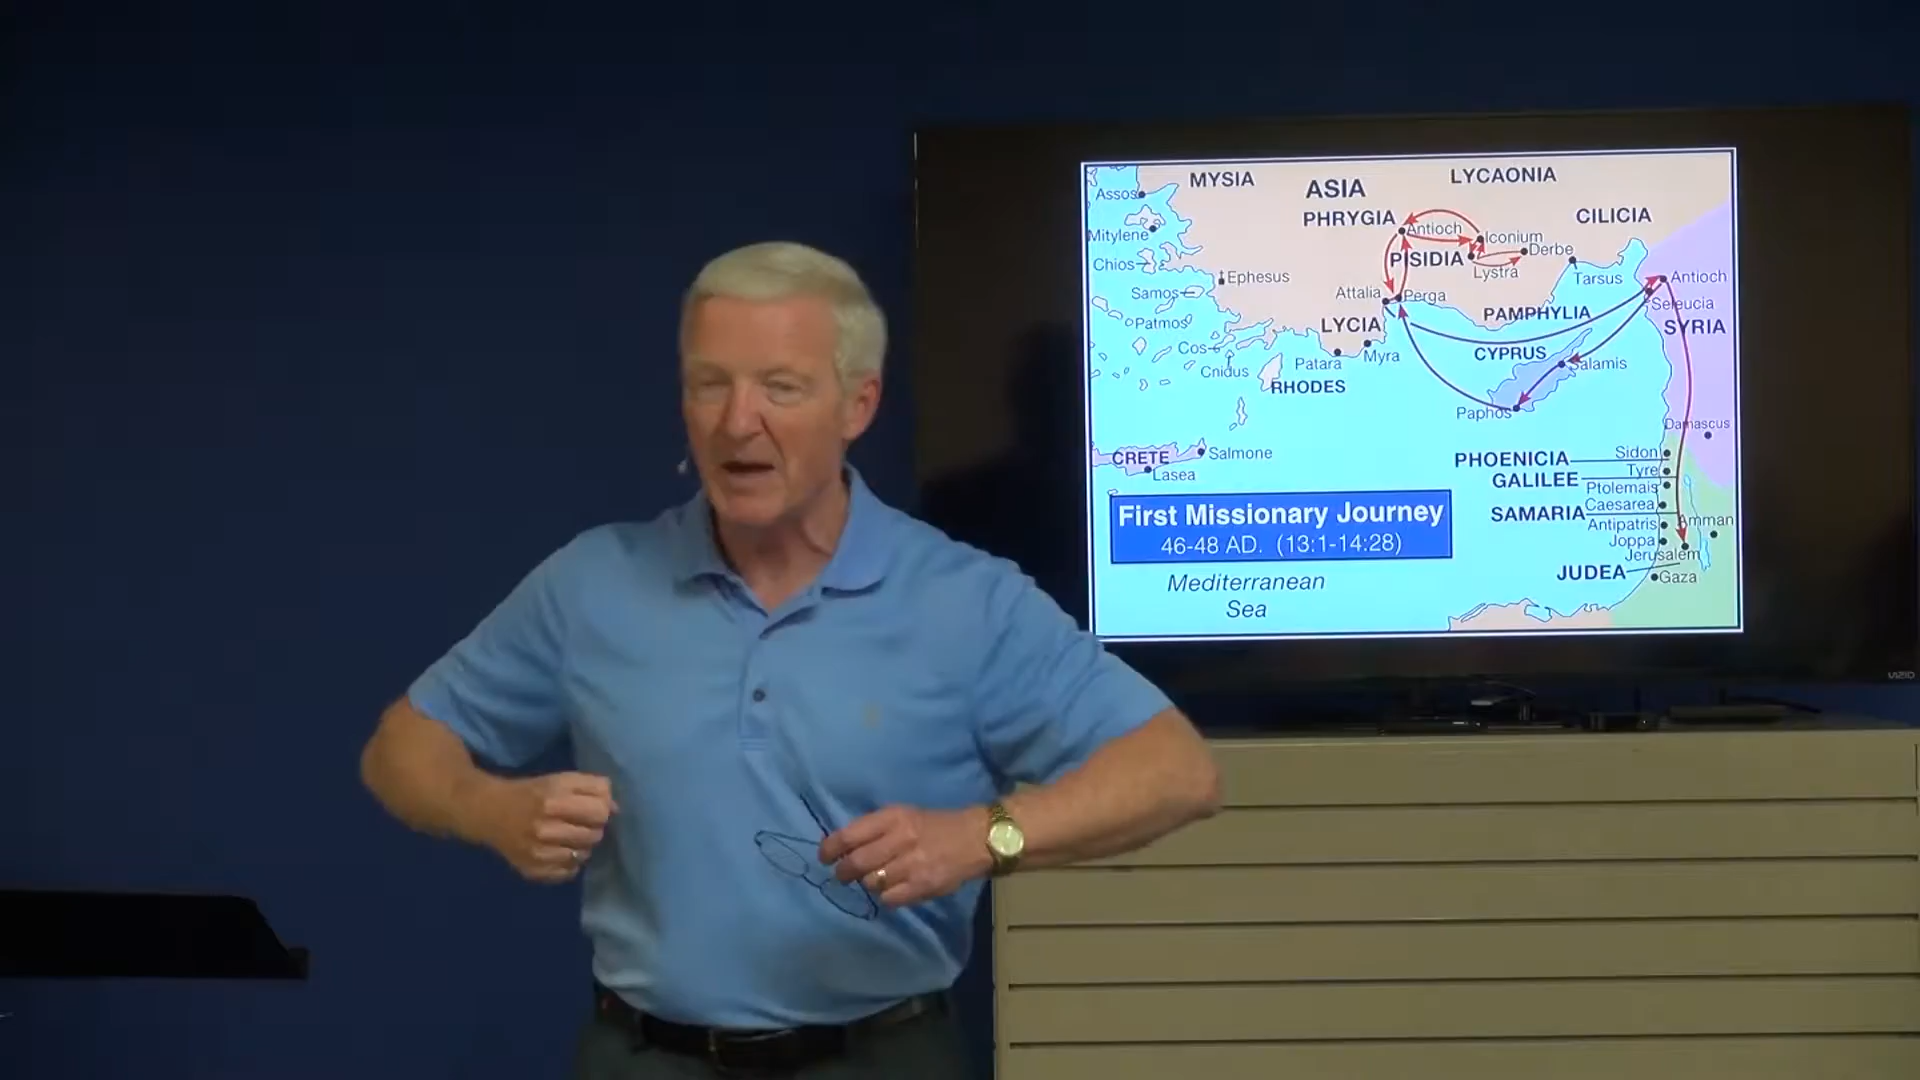 MYSIA
ASIA
LYCAONIA
Assos
PHRYGIA
CILICIA
Mitylene
Antioch
Iconium
Derbe
Chios
PISIDIA
Lystra
Tarsus
Ephesus
Antioch
Samos
Attalia
Perga
Seleucia
Patmos
LYCIA
PAMPHYLIA
SYRIA
Cos
Cnidus
Patara
Myra
CYPRUS
Salamis
RHODES
Paphos
Damascus
CRETE
Salmone
Lasea
PHOENICIA
Sidon
GALILEE
Tyre
Ptolemais
SAMARIA
Caesarea
Antipatris
Amman
Joppa
Jerusalem
JUDEA
Gaza
First Missionary Journey
46-48 AD. (13:1-14:28)
Mediterranean
Sea
VIZIO